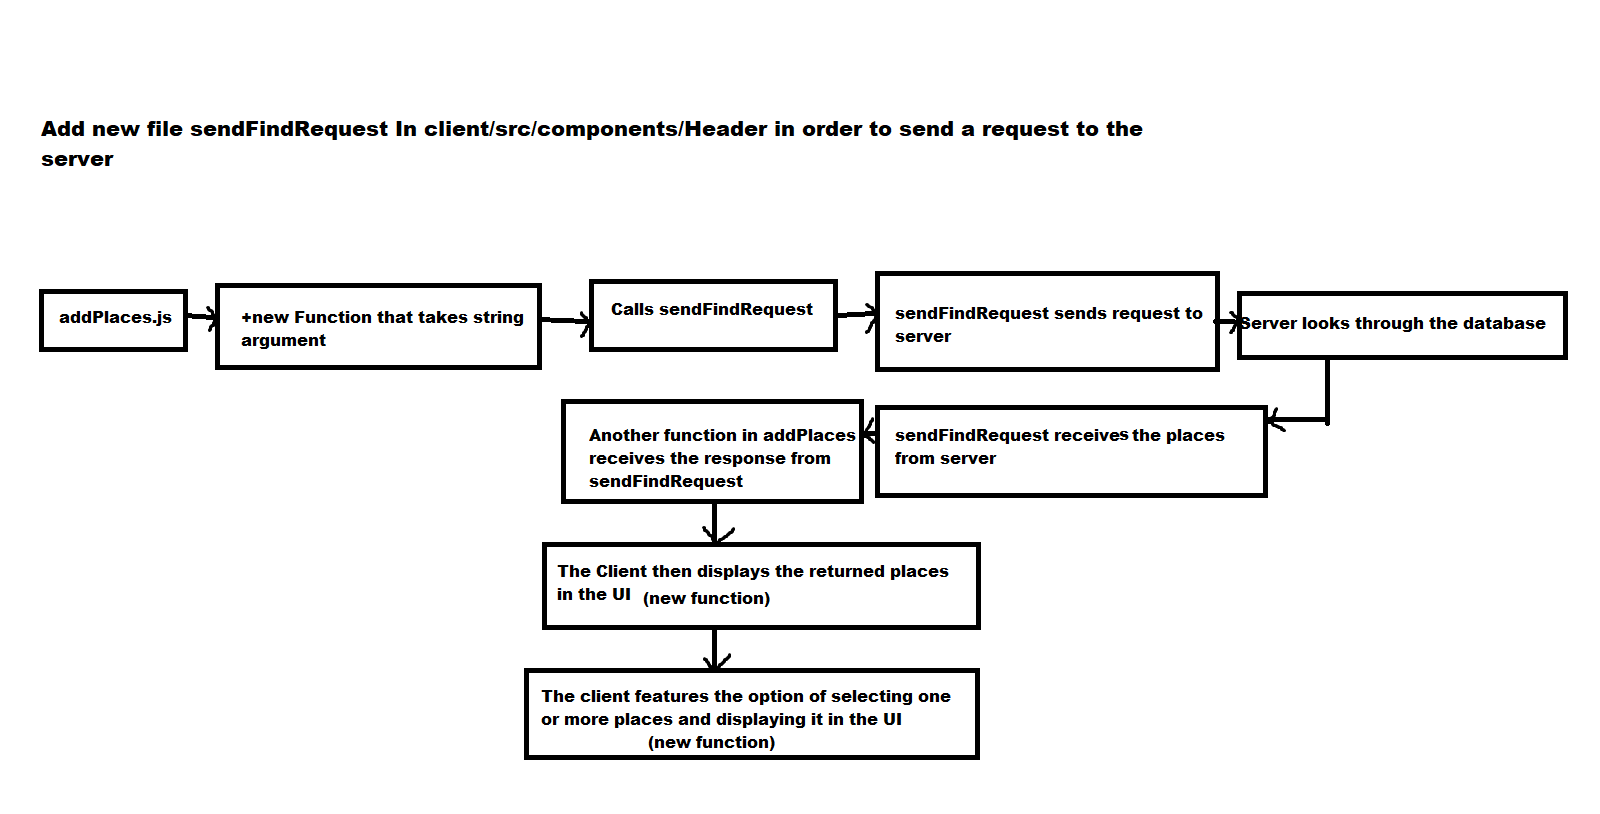 Add new file sendFindRequest In client/src/components/Header in order to send a request to the
server
addPlaces.js
+new Function that takes string
argument
Calls sendFindRequest
sendFindRequest sends request to
server
Server looks through the database
sendFindRequest receives the places
from server
Another function in addPlaces
receives the response from
sendFindRequest
The Client then displays the returned places
in the UI (new function)
The client features the option of selecting one
or more places and displaying it in the UI
(new function)